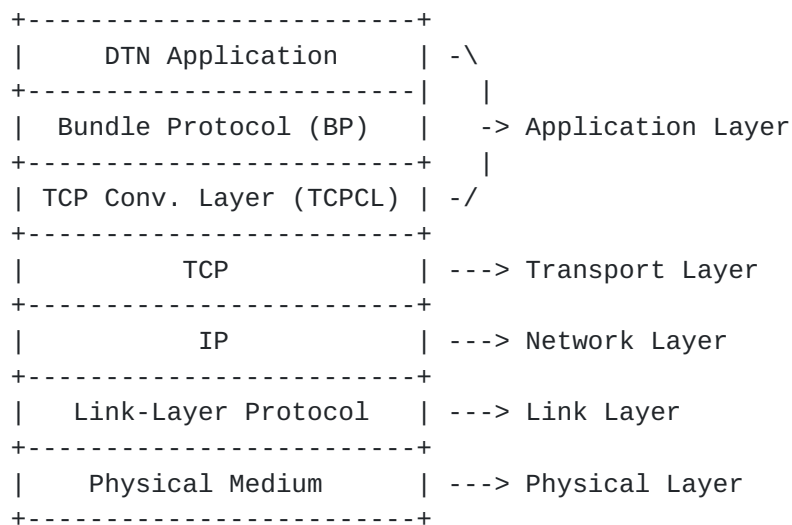 +-------------------------+
|     DTN Application     | -\
+-------------------------|   |
|  Bundle Protocol (BP)   |   -> Application Layer
+-------------------------+   |
| TCP Conv. Layer (TCPCL) | -/
+-------------------------+
|          TCP            | ---> Transport Layer
+-------------------------+
|           IP            | ---> Network Layer
+-------------------------+
|   Link-Layer Protocol   | ---> Link Layer
+-------------------------+
|    Physical Medium      | ---> Physical Layer
+-------------------------+